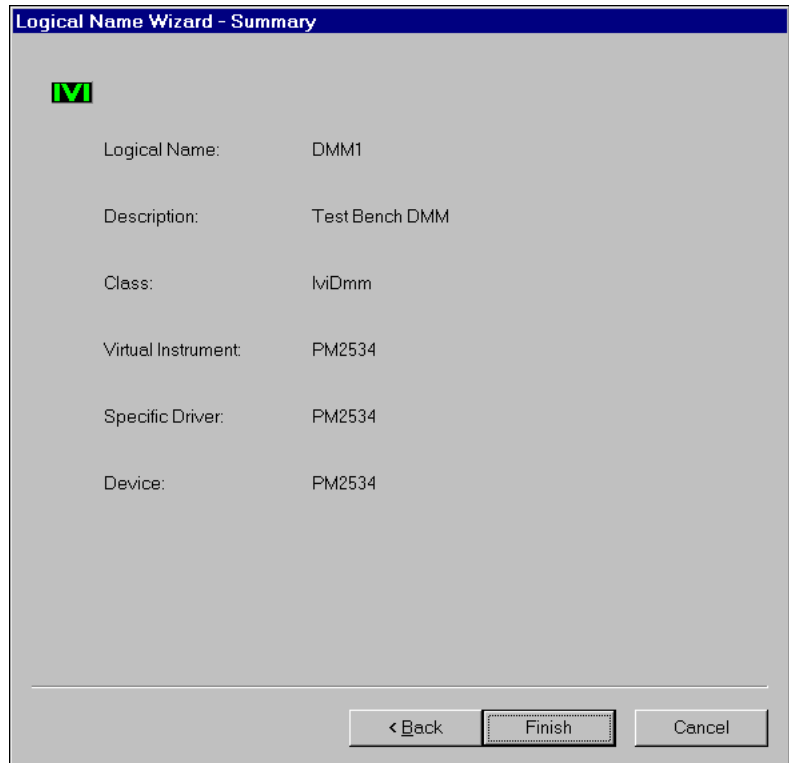 Logical Name Wizard - Summary
IVI
Logical Name: DMM1
Description: Test Bench DMM
Class: IviDmm
Virtual Instrument: PM2534
Specific Driver: PM2534
Device: PM2534
< Back Finish Cancel